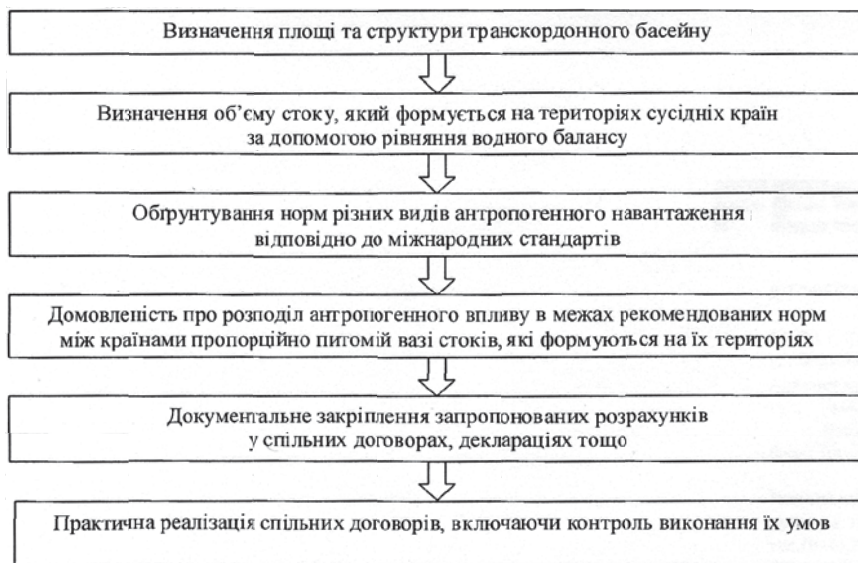 Визначення площі та структури транскордонного басейну
Визначення об’єму стоку, який формується на територіях сусідніх країн
за допомогою рівняння водного балансу
Обґрунтування норм різних видів антропогенного навантаження
відповідно до міжнародних стандартів
Домовленість про розподіл антропогенного впливу в межах рекомендованих норм
між країнами пропорційно питомій вазі стоків, які формуються на їх територіях
Документальне закріплення запропонованих розрахунків
у спільних договорах, деклараціях тощо
Практична реалізація спільних договорів, включаючи контроль виконання їх умов